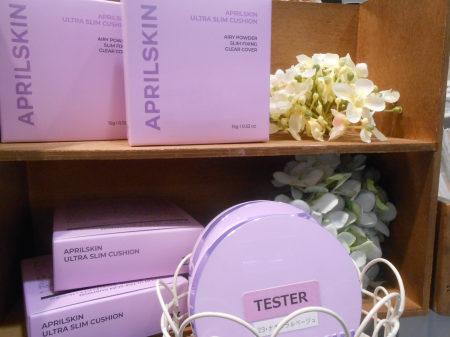 APRILSKIN
APRILSKIN
ULTRA SLIM CUSHION
AIRY POWDER
SLIM FIXING
CLEAR COVER
APRILSKIN
APRILSKIN
ULTRA SLIM CUSHION
AIRY POWDER
SLIM FIXING
CLEAR COVER
APRILSKIN
ULTRA SLIM CUSHION
APRILSKIN
ULTRA SLIM CUSHION
TESTER